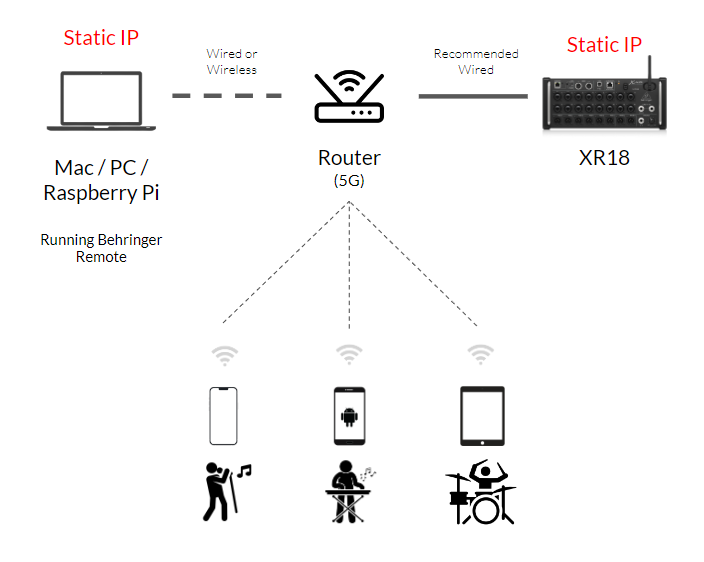 Static IP
Wired or
Wireless
Recommended
Wired
Static IP
Mac / PC /
Raspberry Pi
Router
(5G)
XR18
Running Behringer
Remote